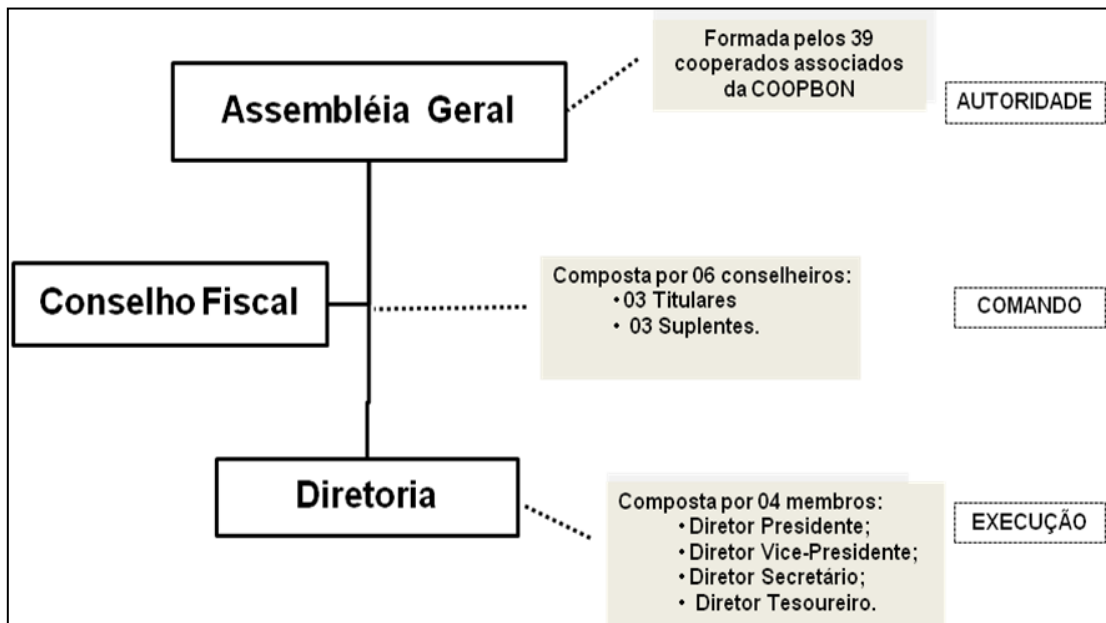 Formada pelos 39
cooperados associados
da COOPBON
Assembléia Geral
AUTORIDADE
Conselho Fiscal
Composta por 06 conselheiros:
• 03 Titulares
• 03 Suplentes.
COMANDO
Diretoria
Composta por 04 membros:
• Diretor Presidente;
• Diretor Vice-Presidente;
• Diretor Secretário;
• Diretor Tesoureiro.
EXECUÇÃO